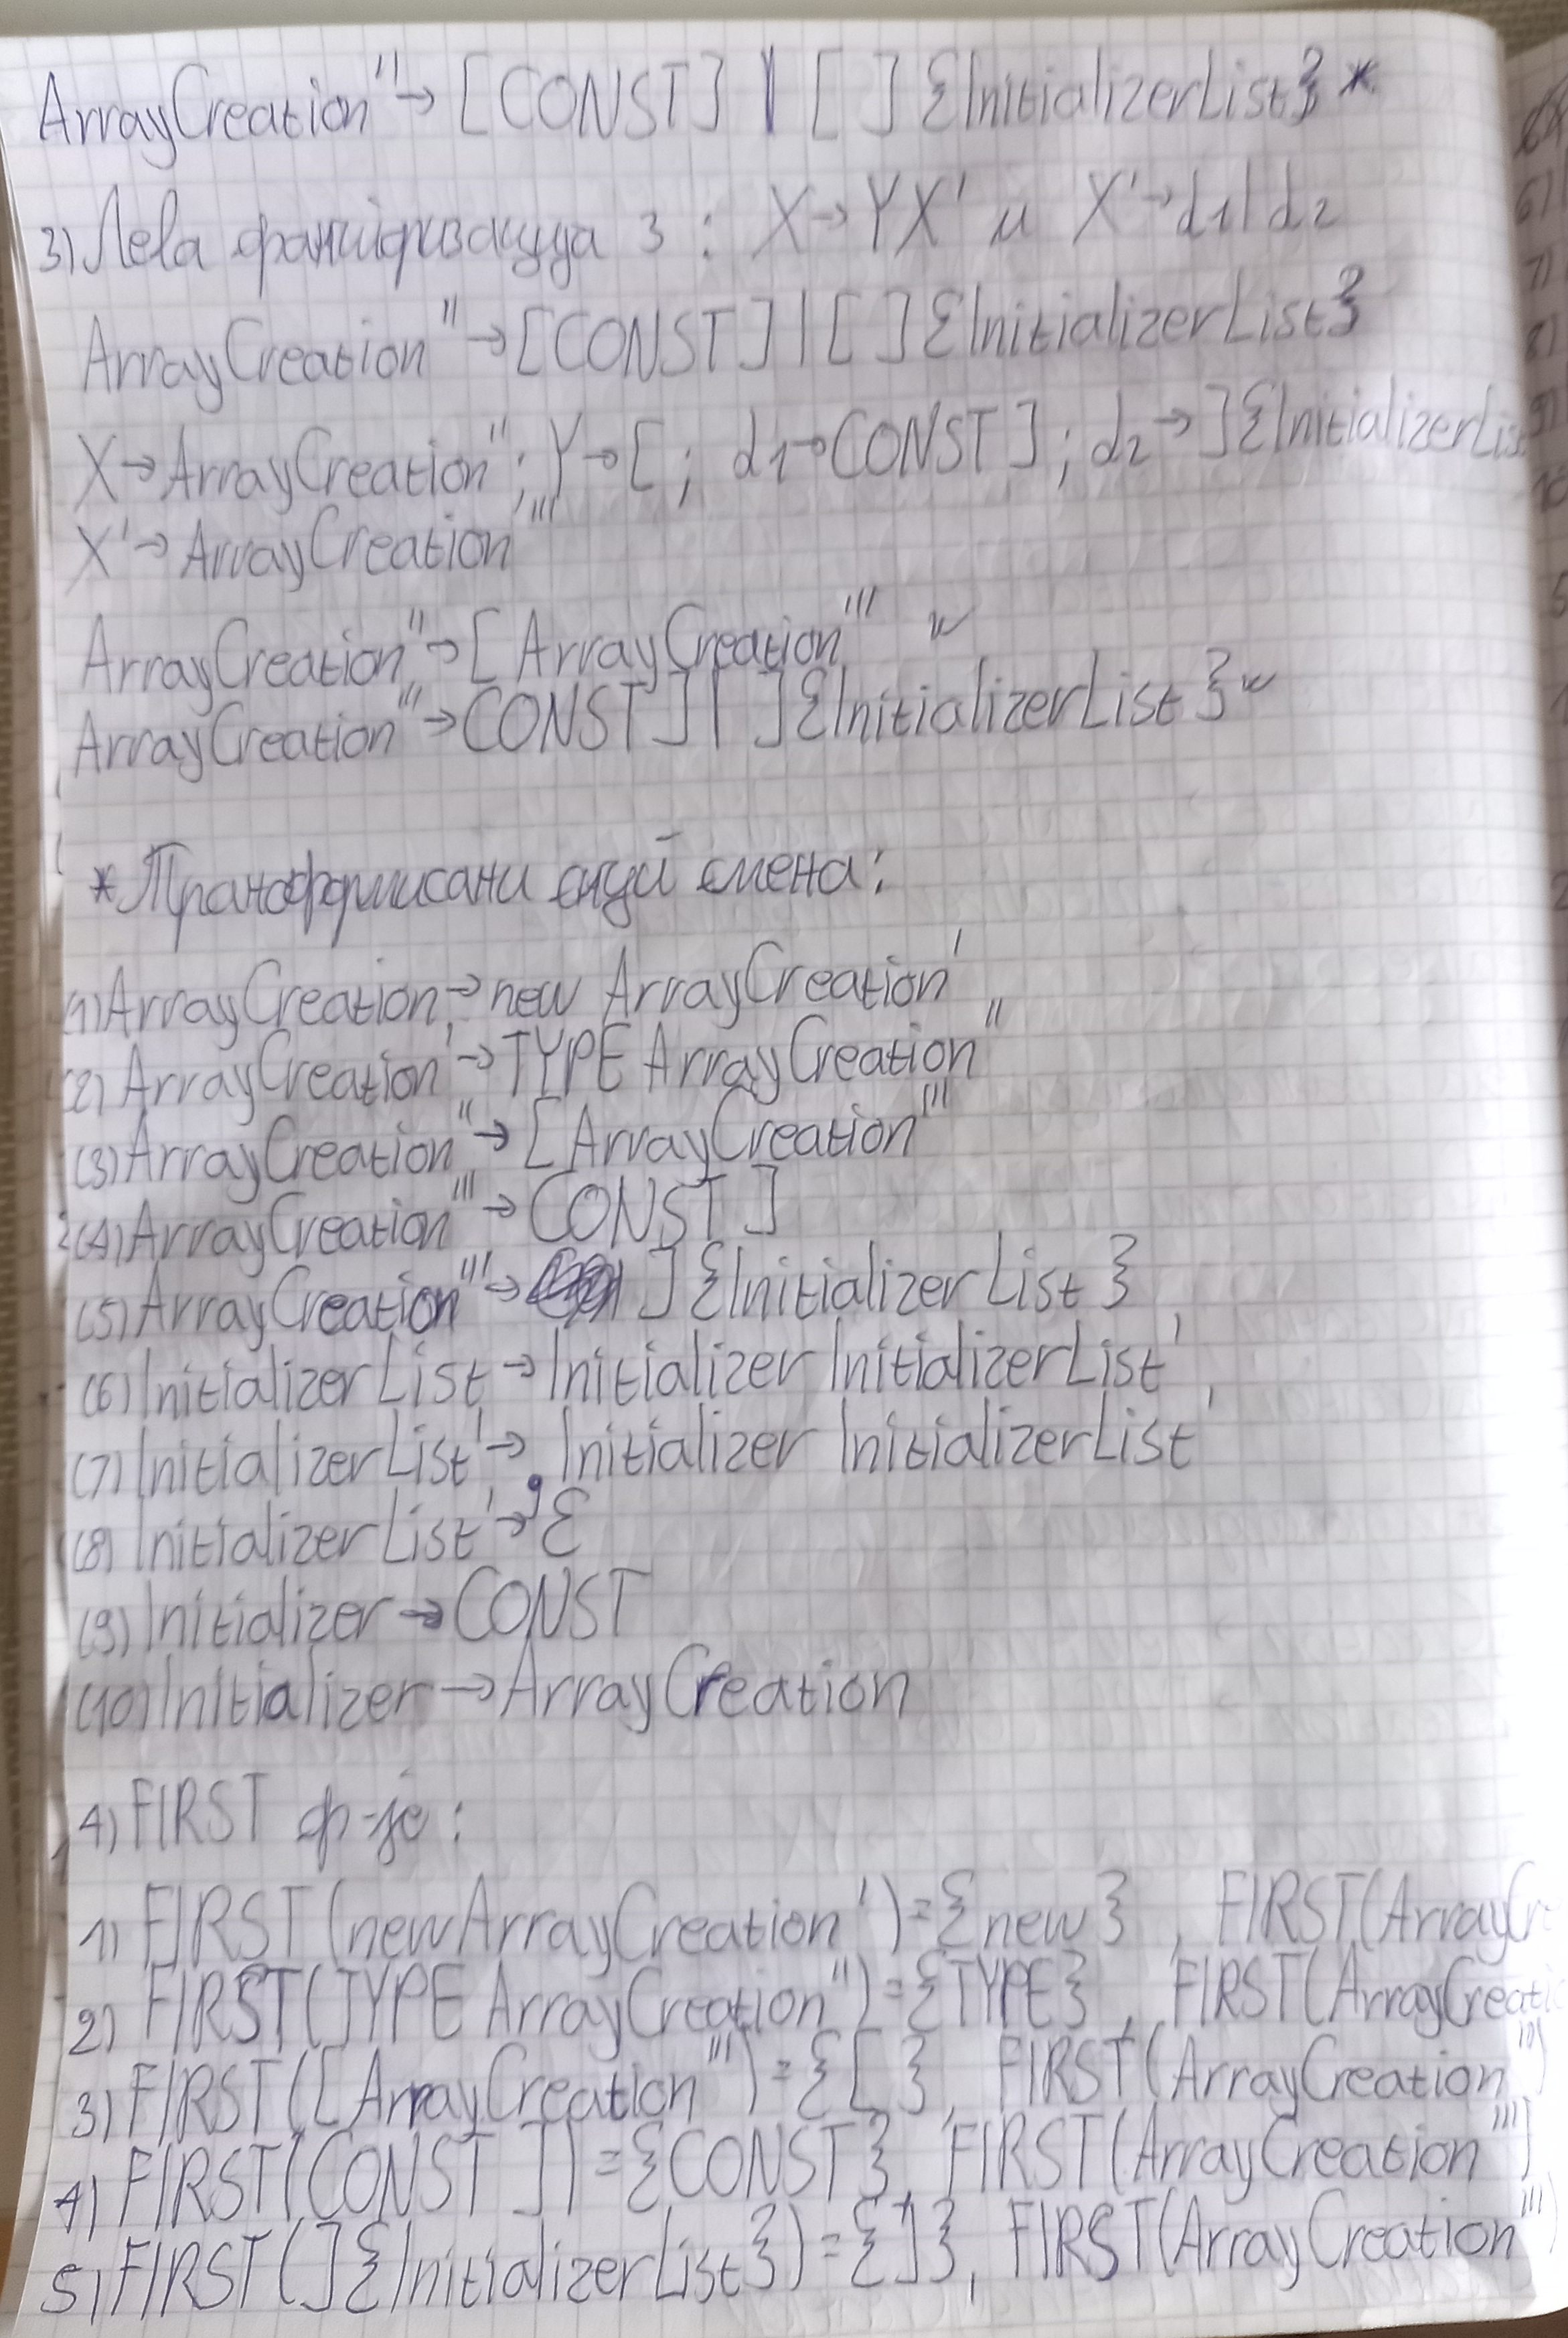 ArrayCreation'' → [CONST] | [ ] {InitializerList} *
3) Лева факторизација 3 : X → YX' и X' → d1 | d2
ArrayCreation'' → [CONST] | [ ] {InitializerList}
X → ArrayCreation''; Y → [ ; d1 → CONST ] ; d2 → ] {InitializerLis
X' → ArrayCreation'''
ArrayCreation'' → [ ArrayCreation'''
ArrayCreation''' → CONST ] | ] {InitializerList}
* Трансформисани скуп смена:
(1) ArrayCreation → new ArrayCreation'
(2) ArrayCreation' → TYPE ArrayCreation''
(3) ArrayCreation'' → [ ArrayCreation'''
(4) ArrayCreation''' → CONST ]
(5) ArrayCreation''' → ] {InitializerList}
(6) InitializerList → Initializer InitializerList'
(7) InitializerList' → , Initializer InitializerList'
(8) InitializerList' → ε
(9) Initializer → CONST
(10) Initializer → ArrayCreation
4) FIRST ф-је :
1) FIRST(new ArrayCreation') = {new} , FIRST(ArrayCr
2) FIRST(TYPE ArrayCreation'') = {TYPE} , FIRST(ArrayCreati
3) FIRST([ ArrayCreation''') = {[ } , FIRST(ArrayCreation'')
4) FIRST(CONST ]) = {CONST} , FIRST(ArrayCreation''')
5) FIRST( ] {InitializerList}) = { ] } , FIRST(ArrayCreation''')